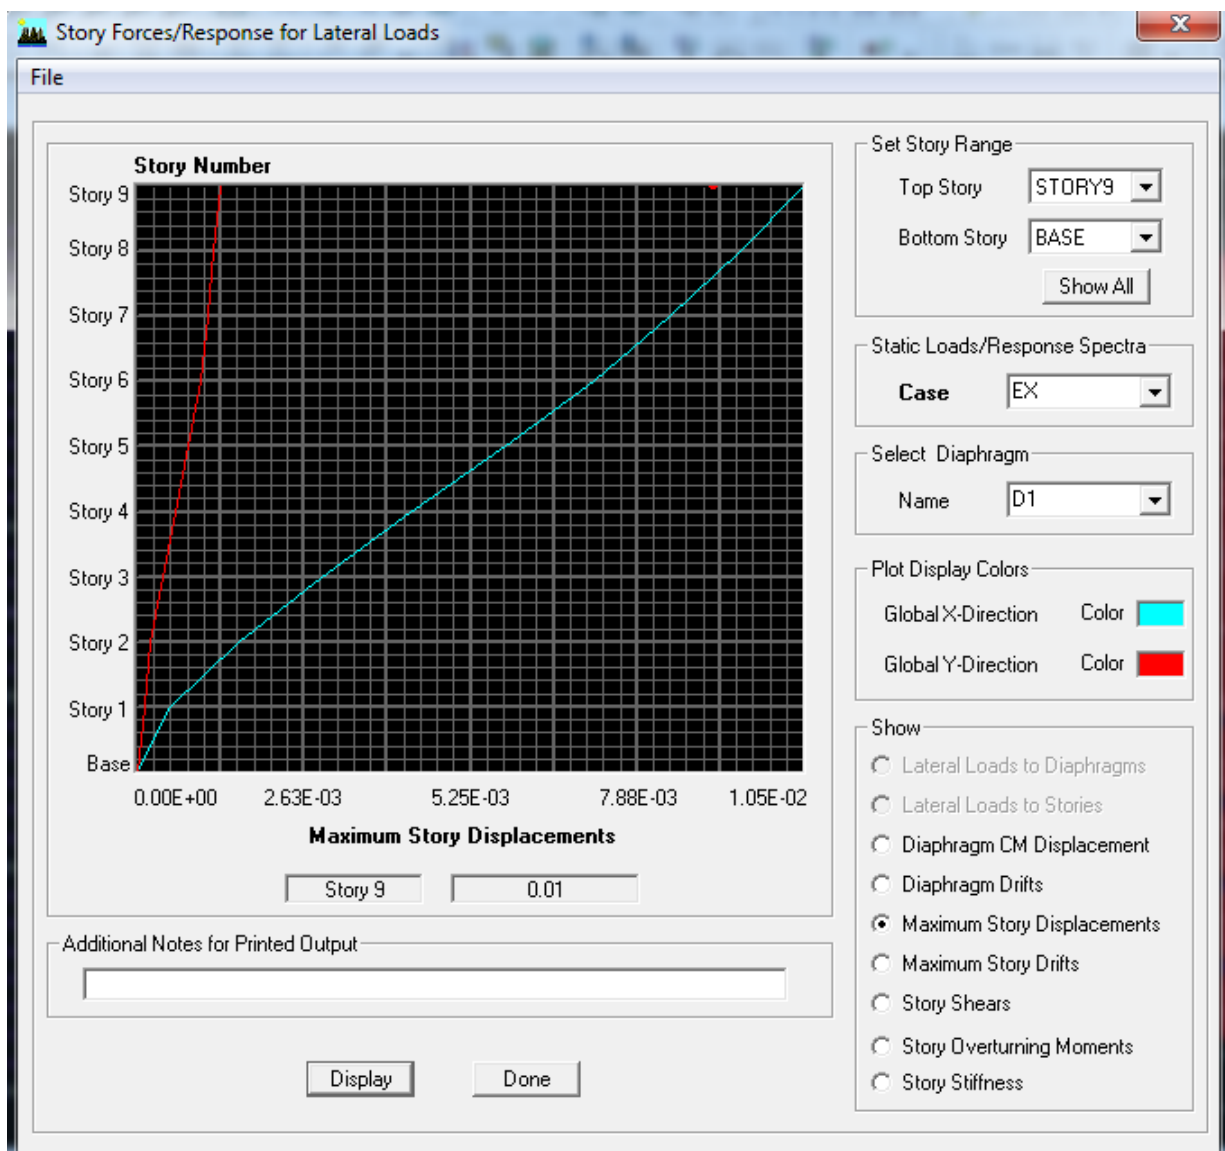 Story Forces/Response for Lateral Loads
X
File
Story Number
Story 9
Story 8
Story 7
Story 6
Story 5
Story 4
Story 3
Story 2
Story 1
Base
0.00E+00 2.63E-03 5.25E-03 7.88E-03 1.05E-02
Maximum Story Displacements
Story 9 0.01
Additional Notes for Printed Output
Display Done
Set Story Range
Top Story STORY9
Bottom Story BASE
Show All
Static Loads/Response Spectra
Case EX
Select Diaphragm
Name D1
Plot Display Colors
Global X-Direction Color
Global Y-Direction Color
Show
Lateral Loads to Diaphragms
Lateral Loads to Stories
Diaphragm CM Displacement
Diaphragm Drifts
Maximum Story Displacements
Maximum Story Drifts
Story Shears
Story Overturning Moments
Story Stiffness